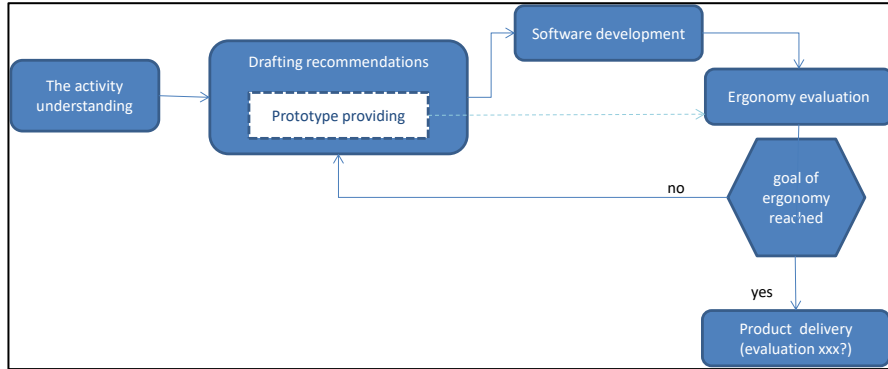 The activity
understanding
Drafting recommendations
Prototype providing
Software development
Ergonomy evaluation
goal of
ergonomy
reached
no
yes
Product delivery
(evaluation xxx?)